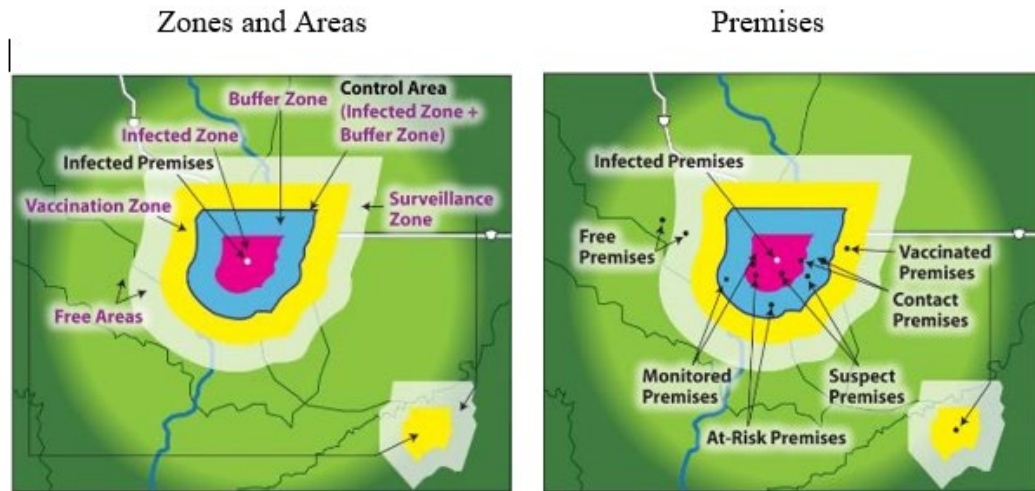 Zones and Areas
Premises
Buffer Zone
Control Area
(Infected Zone +
Buffer Zone)
Infected Zone
Infected Premises
Vaccination Zone
Surveillance
Zone
Free Areas
Infected Premises
Free
Premises
Vaccinated
Premises
Contact
Premises
Monitored
Premises
Suspect
Premises
At-Risk Premises